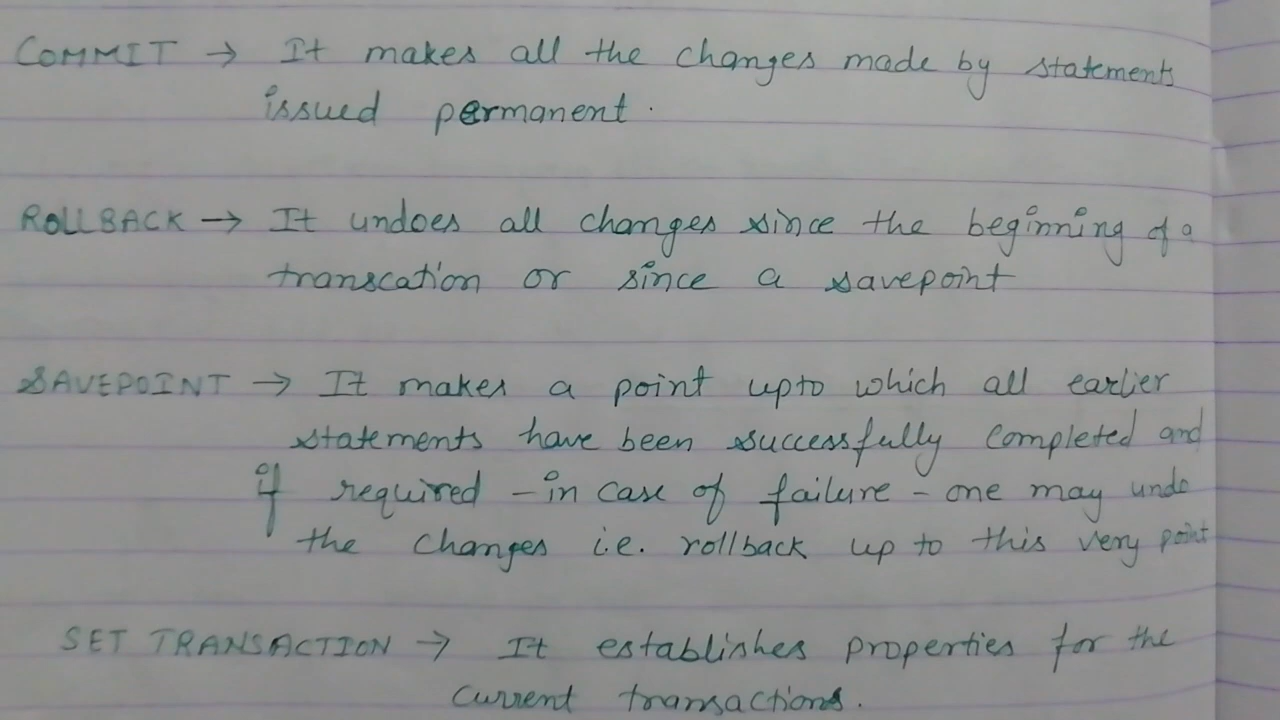 COMMIT → It makes all the changes made by statements
issued permanent.
ROLLBACK → It undoes all changes since the beginning of a
transcation or since a savepoint
SAVEPOINT → It makes a point upto which all earlier
statements have been successfully completed and
if required - in case of failure - one may undo
the changes i.e. rollback up to this very point
SET TRANSACTION → It establishes properties for the
current transactions.